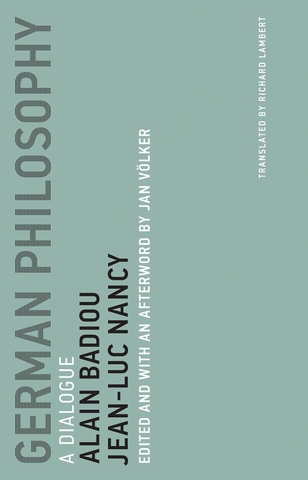 GERMAN PHILOSOPHY
A DIALOGUE
ALAIN BADIOU
JEAN-LUC NANCY
EDITED AND WITH AN AFTERWORD BY JAN VÖLKER
TRANSLATED BY RICHARD LAMBERT